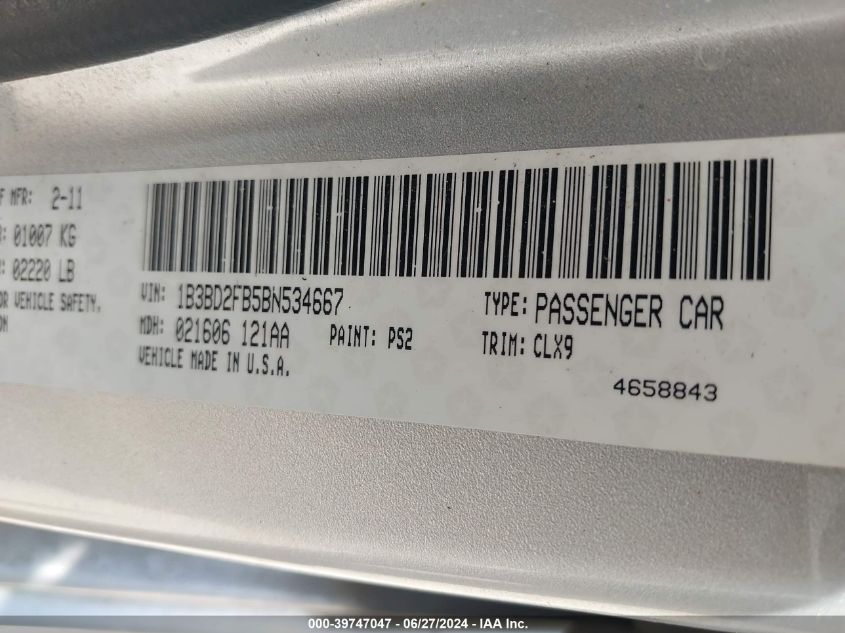 F MFR: 2-11
: 01007 KG
: 02220 LB
OR VEHICLE SAFETY,
ON
VIN: 1B3BD2FB5BN534667
TYPE: PASSENGER CAR
MDH: 021606 121AA
PAINT: PS2
TRIM: CLX9
VEHICLE MADE IN U.S.A.
4658843
000-39747047 - 06/27/2024 - IAA Inc.